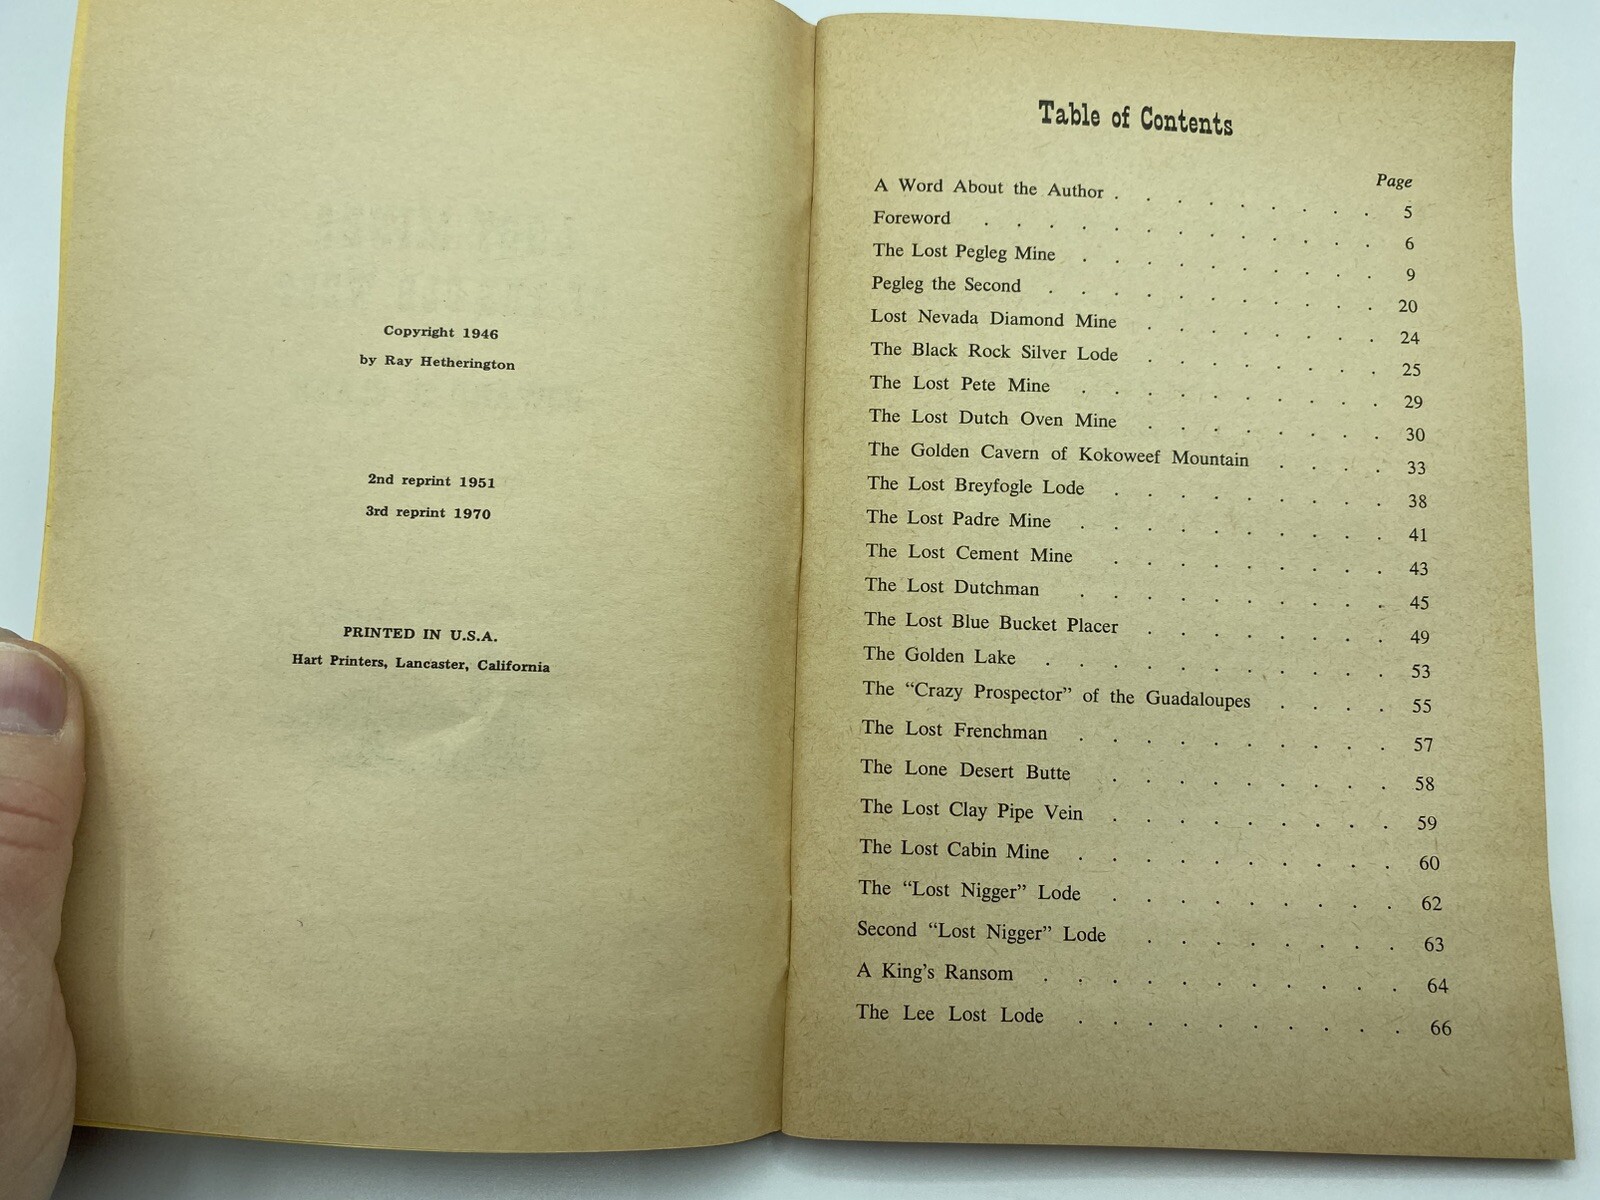 Copyright 1946
by Ray Hetherington
2nd reprint 1951
3rd reprint 1970
PRINTED IN U.S.A.
Hart Printers, Lancaster, California
Table of Contents
Page
A Word About the Author . . . . . . . . . 5
Foreword . . . . . . . . . . . . . 6
The Lost Pegleg Mine . . . . . . . . . . 9
Pegleg the Second . . . . . . . . . . . 20
Lost Nevada Diamond Mine . . . . . . . . 24
The Black Rock Silver Lode . . . . . . . . 25
The Lost Pete Mine . . . . . . . . . . 29
The Lost Dutch Oven Mine . . . . . . . . 30
The Golden Cavern of Kokoweef Mountain . . . . 33
The Lost Breyfogle Lode . . . . . . . . . 38
The Lost Padre Mine . . . . . . . . . . 41
The Lost Cement Mine . . . . . . . . . 43
The Lost Dutchman . . . . . . . . . . 45
The Lost Blue Bucket Placer . . . . . . . . 49
The Golden Lake . . . . . . . . . . . 53
The “Crazy Prospector” of the Guadaloupes . . . . 55
The Lost Frenchman . . . . . . . . . . 57
The Lone Desert Butte . . . . . . . . . 58
The Lost Clay Pipe Vein . . . . . . . . . 59
The Lost Cabin Mine . . . . . . . . . . 60
The “Lost Nigger” Lode . . . . . . . . . 62
Second “Lost Nigger” Lode . . . . . . . . 63
A King's Ransom . . . . . . . . . . . 64
The Lee Lost Lode . . . . . . . . . . 66